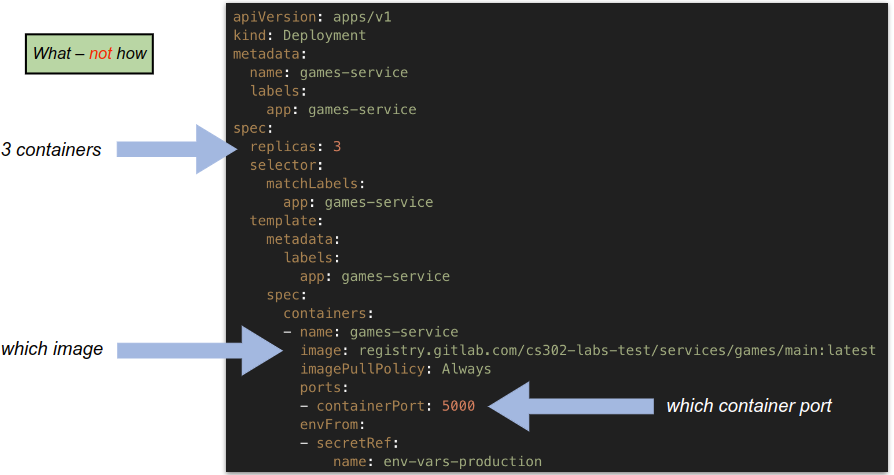 What – not how
3 containers
which image
which container port
apiVersion: apps/v1
kind: Deployment
metadata:
  name: games-service
  labels:
    app: games-service
spec:
  replicas: 3
  selector:
    matchLabels:
      app: games-service
  template:
    metadata:
      labels:
        app: games-service
    spec:
      containers:
      - name: games-service
        image: registry.gitlab.com/cs302-labs-test/services/games/main:latest
        imagePullPolicy: Always
        ports:
        - containerPort: 5000
        envFrom:
        - secretRef:
            name: env-vars-production